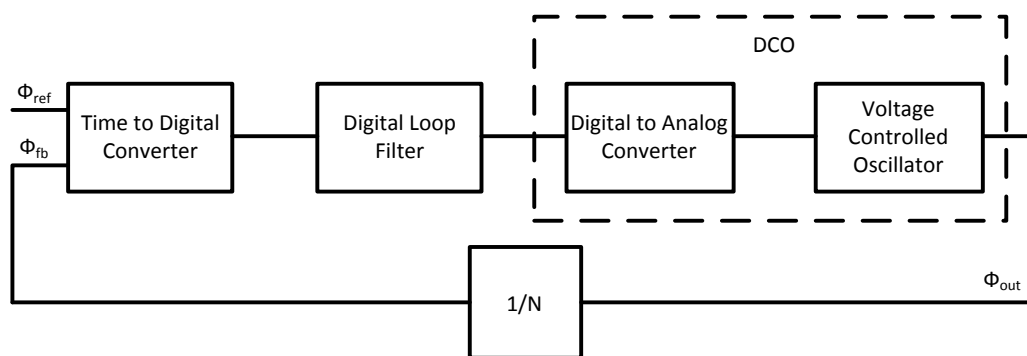 DCO
Φref
Φfb
Time to Digital
Converter
Digital Loop
Filter
Digital to Analog
Converter
Voltage
Controlled
Oscillator
1/N
Φout